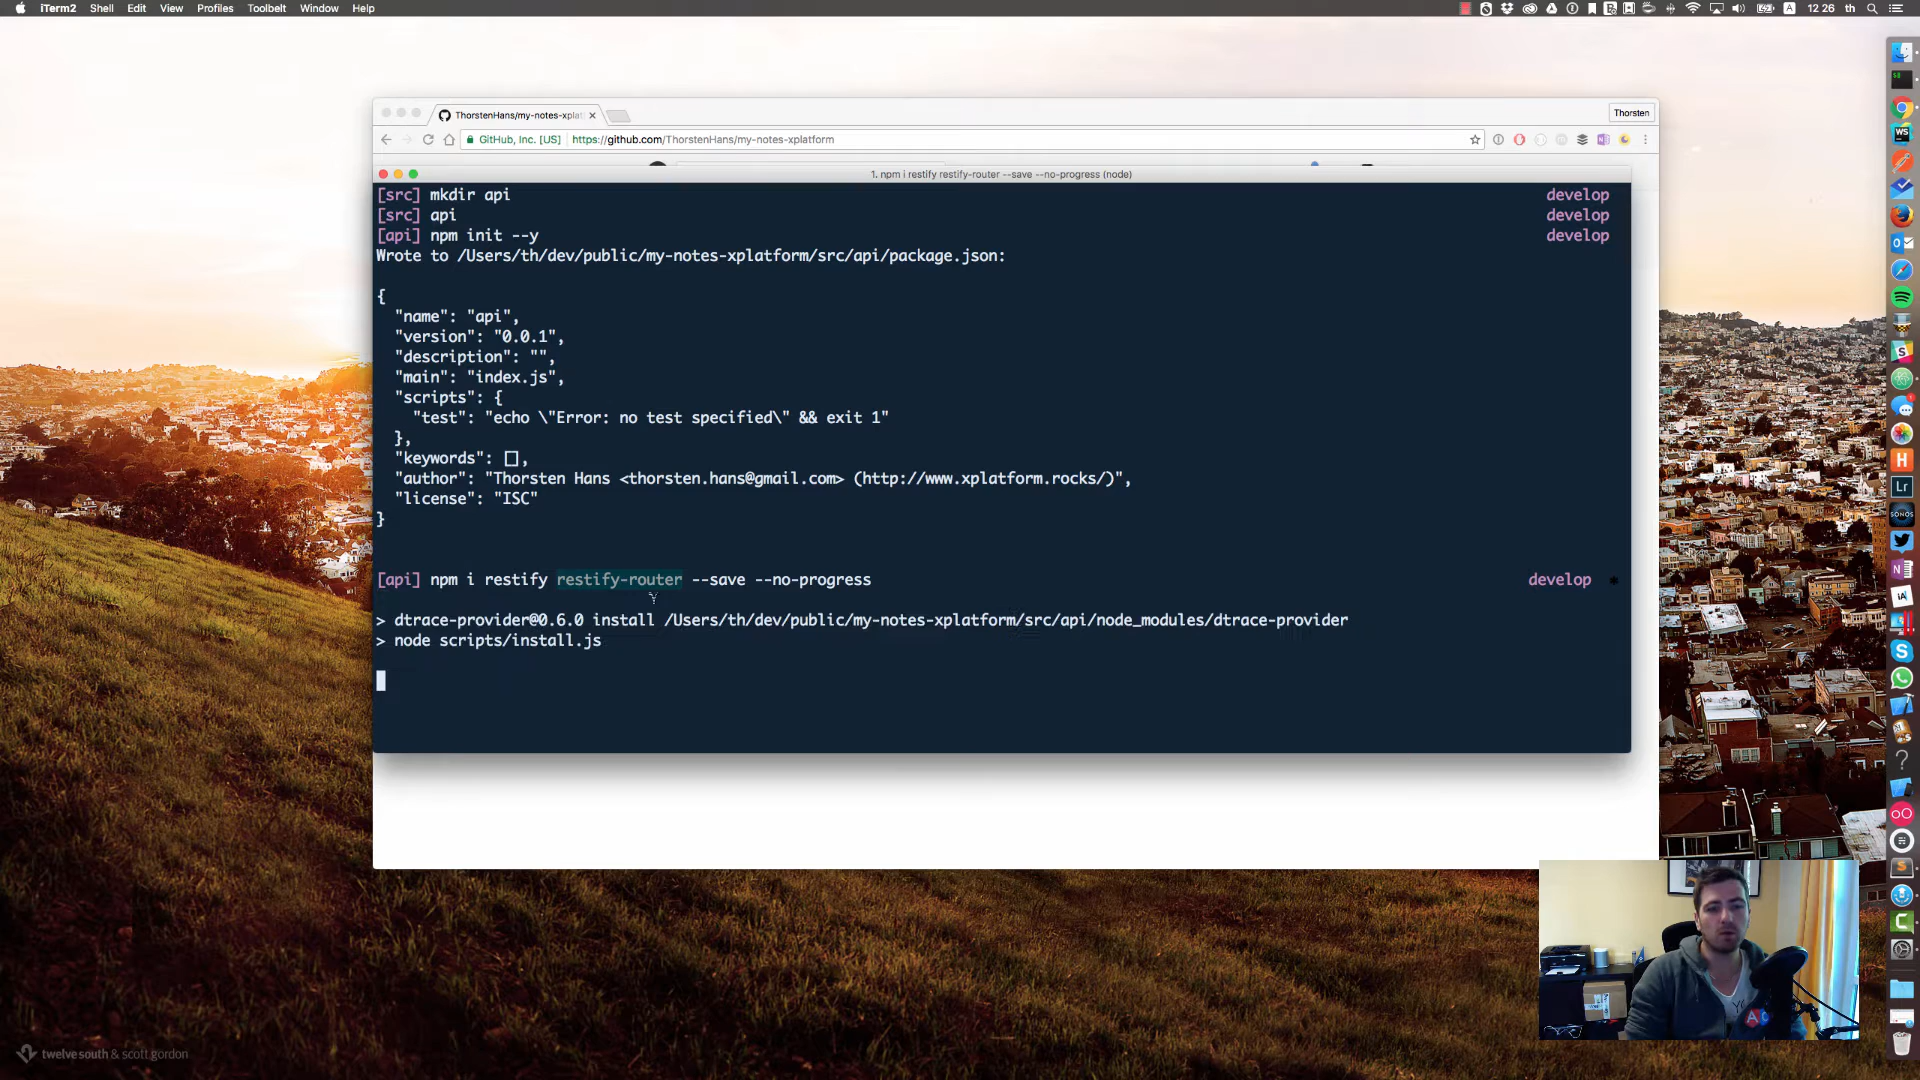 iTerm2 Shell Edit View Profiles Toolbelt Window Help
12 26 th
ThorstenHans/my-notes-xplat
Thorsten
GitHub, Inc. [US] https://github.com/ThorstenHans/my-notes-xplatform
1. npm i restify restify-router --save --no-progress (node)
[src] mkdir api develop
[src] api develop
[api] npm init --y develop
Wrote to /Users/th/dev/public/my-notes-xplatform/src/api/package.json:
{
"name": "api",
"version": "0.0.1",
"description": "",
"main": "index.js",
"scripts": {
"test": "echo \"Error: no test specified\" && exit 1"
},
"keywords": [],
"author": "Thorsten Hans <thorsten.hans@gmail.com> (http://www.xplatform.rocks/)",
"license": "ISC"
}
[api] npm i restify restify-router --save --no-progress develop *
> dtrace-provider@0.6.0 install /Users/th/dev/public/my-notes-xplatform/src/api/node_modules/dtrace-provider
> node scripts/install.js
WS
H
Lr
SONOS
N
iA
twelve south & scott gordon